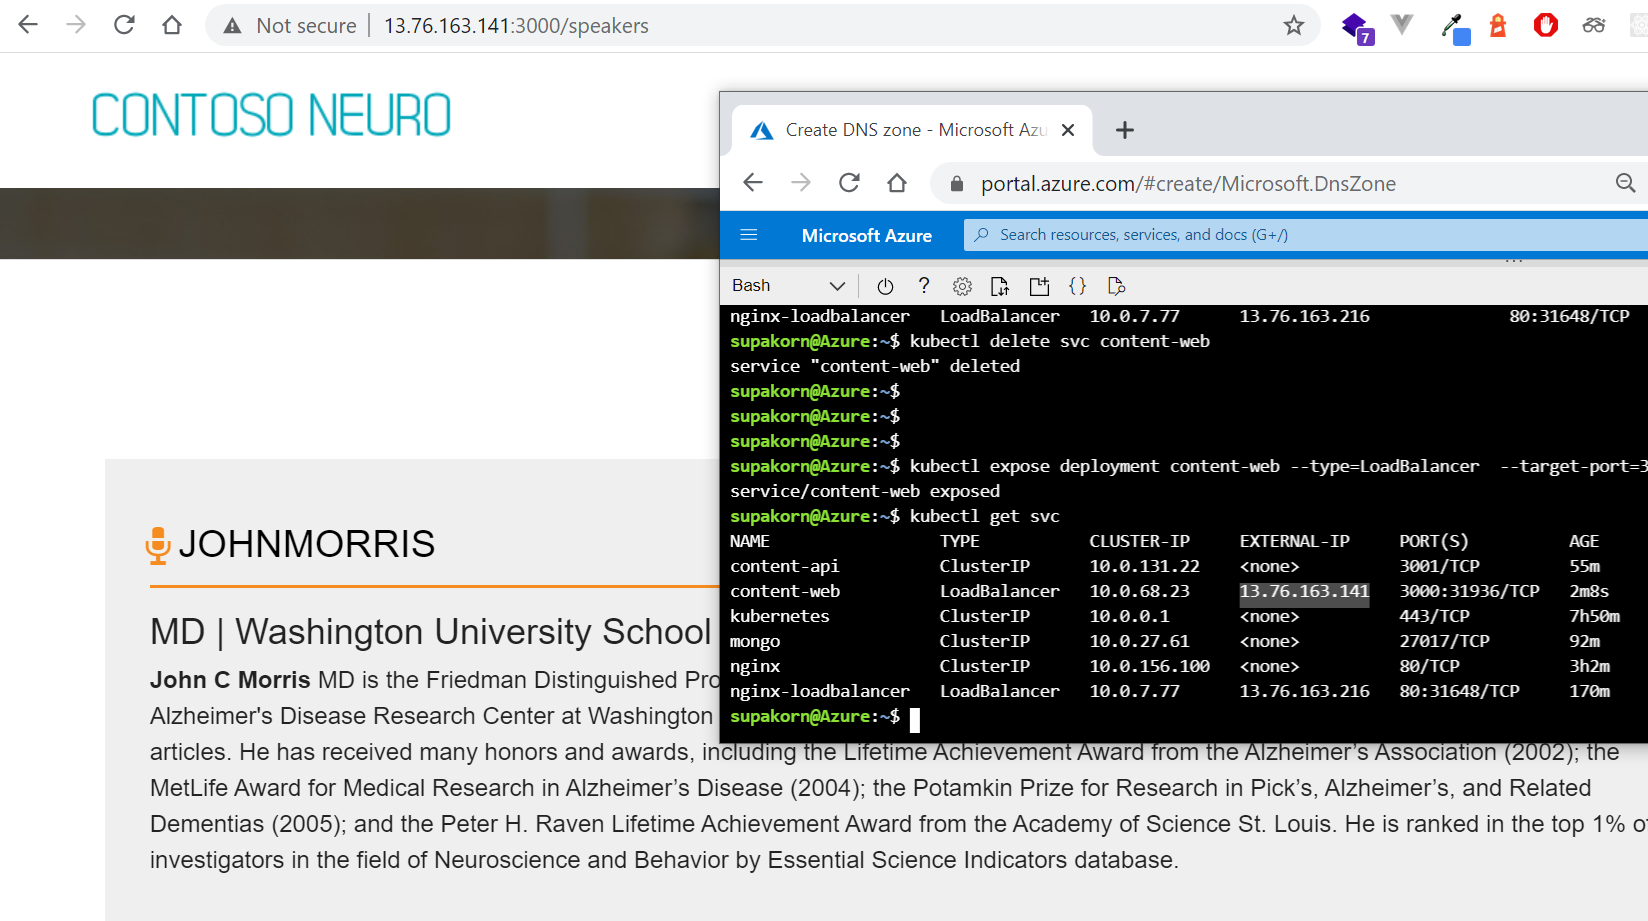 Not secure | 13.76.163.141:3000/speakers
7
CONTOSO NEURO
Create DNS zone - Microsoft Azu
portal.azure.com/#create/Microsoft.DnsZone
Microsoft Azure
Search resources, services, and docs (G+/)
Bash
nginx-loadbalancer   LoadBalancer   10.0.7.77      13.76.163.216              80:31648/TCP
supakorn@Azure:~$ kubectl delete svc content-web
service "content-web" deleted
supakorn@Azure:~$
supakorn@Azure:~$
supakorn@Azure:~$
supakorn@Azure:~$ kubectl expose deployment content-web --type=LoadBalancer  --target-port=3
service/content-web exposed
supakorn@Azure:~$ kubectl get svc
NAME                 TYPE           CLUSTER-IP     EXTERNAL-IP     PORT(S)          AGE
content-api          ClusterIP      10.0.131.22    <none>          3001/TCP         55m
content-web          LoadBalancer   10.0.68.23     13.76.163.141   3000:31936/TCP   2m8s
kubernetes           ClusterIP      10.0.0.1       <none>          443/TCP          7h50m
mongo                ClusterIP      10.0.27.61     <none>          27017/TCP        92m
nginx                ClusterIP      10.0.156.100   <none>          80/TCP           3h2m
nginx-loadbalancer   LoadBalancer   10.0.7.77      13.76.163.216   80:31648/TCP     170m
supakorn@Azure:~$
JOHNMORRIS
MD | Washington University School
John C Morris MD is the Friedman Distinguished Pro
Alzheimer's Disease Research Center at Washington
articles. He has received many honors and awards, including the Lifetime Achievement Award from the Alzheimer’s Association (2002); the
MetLife Award for Medical Research in Alzheimer’s Disease (2004); the Potamkin Prize for Research in Pick’s, Alzheimer’s, and Related
Dementias (2005); and the Peter H. Raven Lifetime Achievement Award from the Academy of Science St. Louis. He is ranked in the top 1% o
investigators in the field of Neuroscience and Behavior by Essential Science Indicators database.